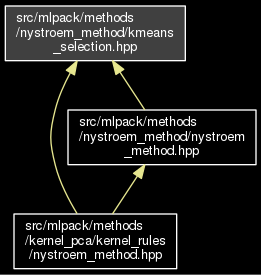 src/mlpack/methods
/nystroem_method/kmeans
_selection.hpp
src/mlpack/methods
/nystroem_method/nystroem
_method.hpp
src/mlpack/methods
/kernel_pca/kernel_rules
/nystroem_method.hpp